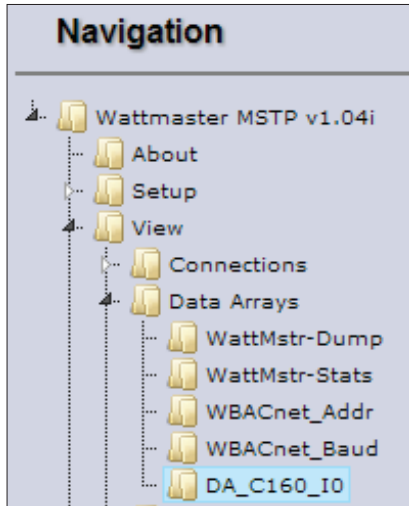 Navigation
Wattmaster MSTP v1.04i
About
Setup
View
Connections
Data Arrays
WattMstr-Dump
WattMstr-Stats
WBACnet_Addr
WBACnet_Baud
DA_C160_I0